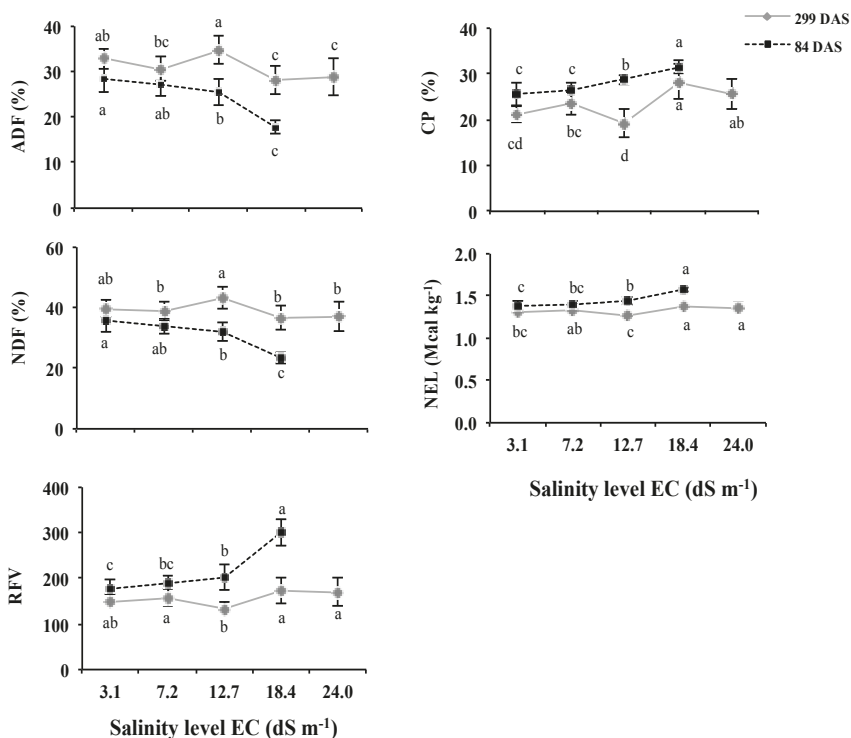 299 DAS
84 DAS
ADF (%)
40
30
20
10
0
ab bc a c c
a ab b c
CP (%)
40
30
20
10
0
c c b a
cd bc d a ab
NDF (%)
60
40
20
0
ab b a b b
a ab b c
NEL (Mcal kg-1)
2.0
1.5
1.0
0.5
0.0
c bc b a
bc ab c a a
3.1 7.2 12.7 18.4 24.0
Salinity level EC (dS m-1)
RFV
400
300
200
100
0
c bc b a
ab a b a a
3.1 7.2 12.7 18.4 24.0
Salinity level EC (dS m-1)